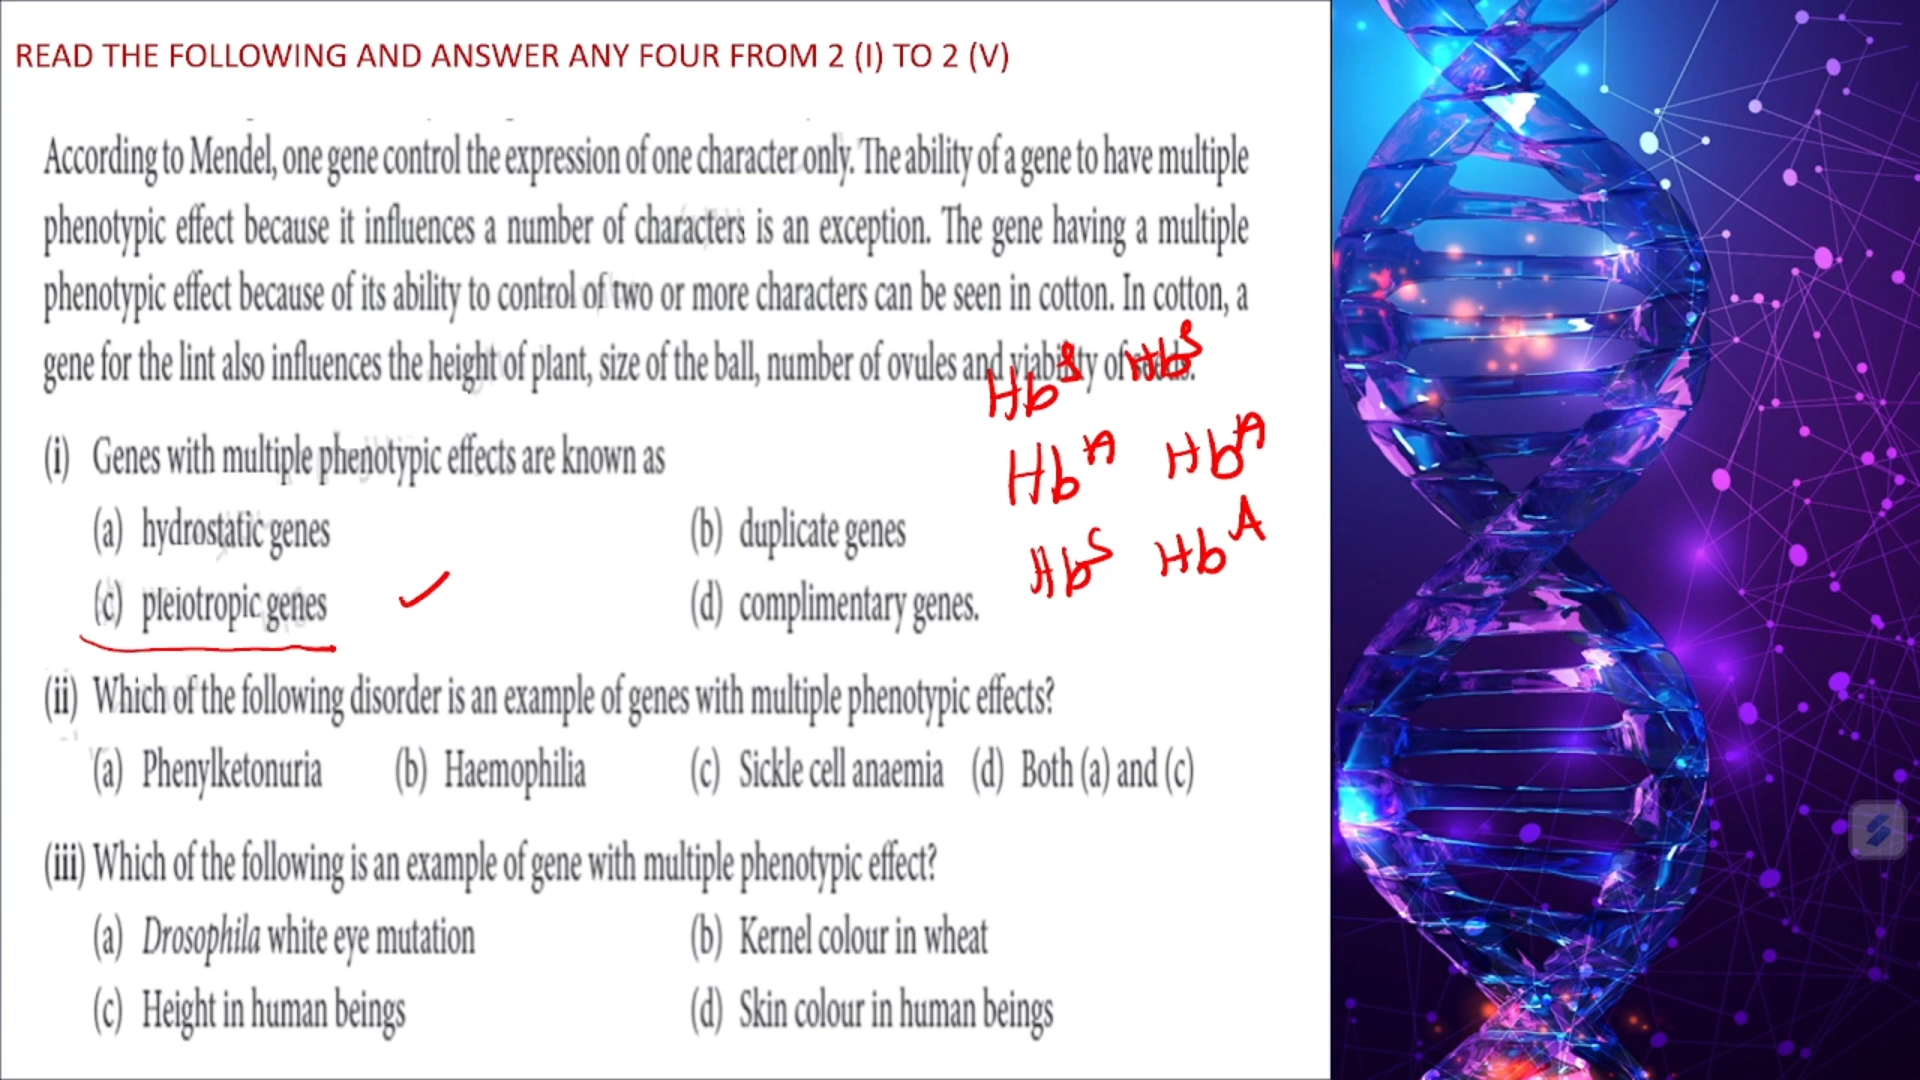 READ THE FOLLOWING AND ANSWER ANY FOUR FROM 2 (I) TO 2 (V)
According to Mendel, one gene control the expression of one character only. The ability of a gene to have multiple
phenotypic effect because it influences a number of characters is an exception. The gene having a multiple
phenotypic effect because of its ability to control of two or more characters can be seen in cotton. In cotton, a
gene for the lint also influences the height of plant, size of the ball, number of ovules and viability of seeds.
Hb^S Hb^S
(i) Genes with multiple phenotypic effects are known as
Hb^A Hb^A
(a) hydrostatic genes (b) duplicate genes
Hb^S Hb^A
(c) pleiotropic genes (d) complimentary genes.
(ii) Which of the following disorder is an example of genes with multiple phenotypic effects?
(a) Phenylketonuria (b) Haemophilia (c) Sickle cell anaemia (d) Both (a) and (c)
(iii) Which of the following is an example of gene with multiple phenotypic effect?
(a) Drosophila white eye mutation (b) Kernel colour in wheat
(c) Height in human beings (d) Skin colour in human beings